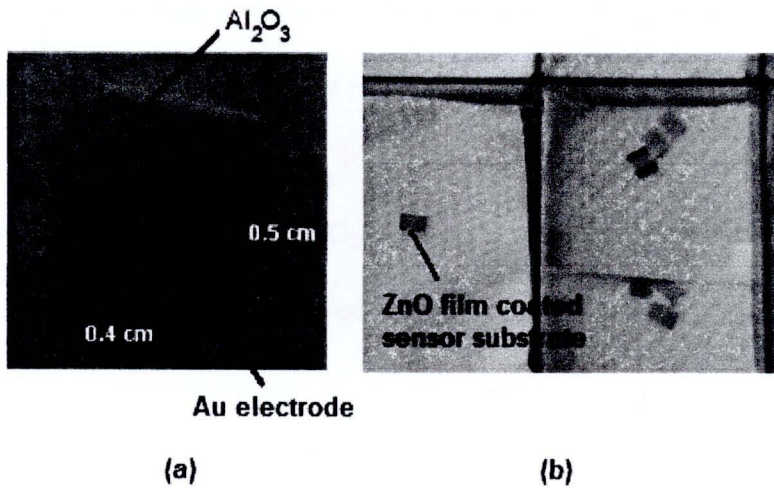 Al₂O₃
0.5 cm
0.4 cm
Au electrode
ZnO film coated
sensor substrate
(a)
(b)